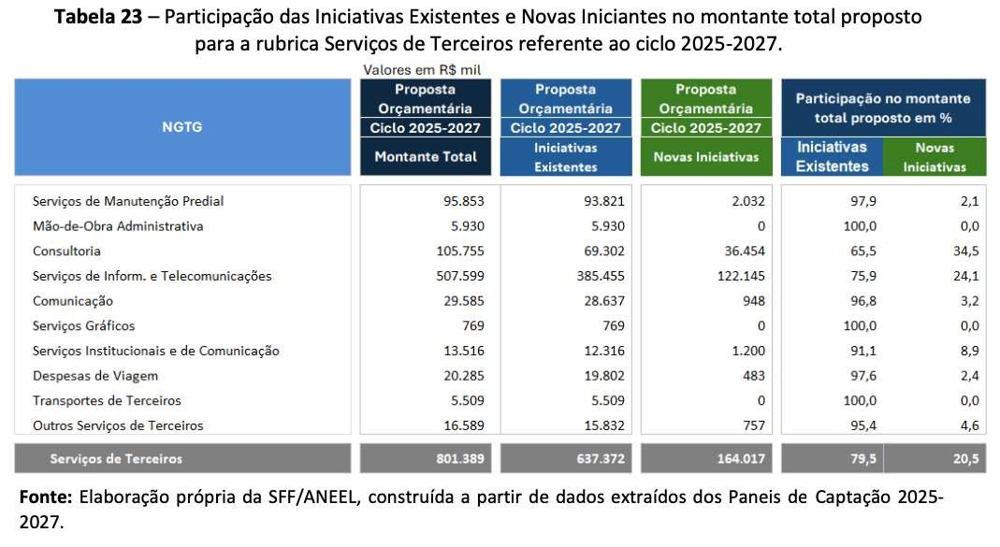 Tabela 23 – Participação das Iniciativas Existentes e Novas Iniciantes no montante total proposto
para a rubrica Serviços de Terceiros referente ao ciclo 2025-2027.
Valores em R$ mil
NGTG
Proposta
Orçamentária
Ciclo 2025-2027
Montante Total
Proposta
Orçamentária
Ciclo 2025-2027
Iniciativas
Existentes
Proposta
Orçamentária
Ciclo 2025-2027
Novas Iniciativas
Participação no montante
total proposto em %
Iniciativas
Existentes
Novas
Iniciativas
Serviços de Manutenção Predial 95.853 93.821 2.032 97,9 2,1
Mão-de-Obra Administrativa 5.930 5.930 0 100,0 0,0
Consultoria 105.755 69.302 36.454 65,5 34,5
Serviços de Inform. e Telecomunicações 507.599 385.455 122.145 75,9 24,1
Comunicação 29.585 28.637 948 96,8 3,2
Serviços Gráficos 769 769 0 100,0 0,0
Serviços Institucionais e de Comunicação 13.516 12.316 1.200 91,1 8,9
Despesas de Viagem 20.285 19.802 483 97,6 2,4
Transportes de Terceiros 5.509 5.509 0 100,0 0,0
Outros Serviços de Terceiros 16.589 15.832 757 95,4 4,6
Serviços de Terceiros 801.389 637.372 164.017 79,5 20,5
Fonte: Elaboração própria da SFF/ANEEL, construída a partir de dados extraídos dos Paneis de Captação 2025-
2027.